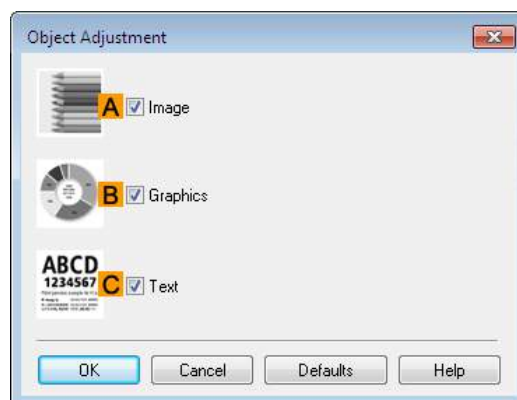 Object Adjustment
A Image
B Graphics
ABCD
1234567
C Text
OK Cancel Defaults Help